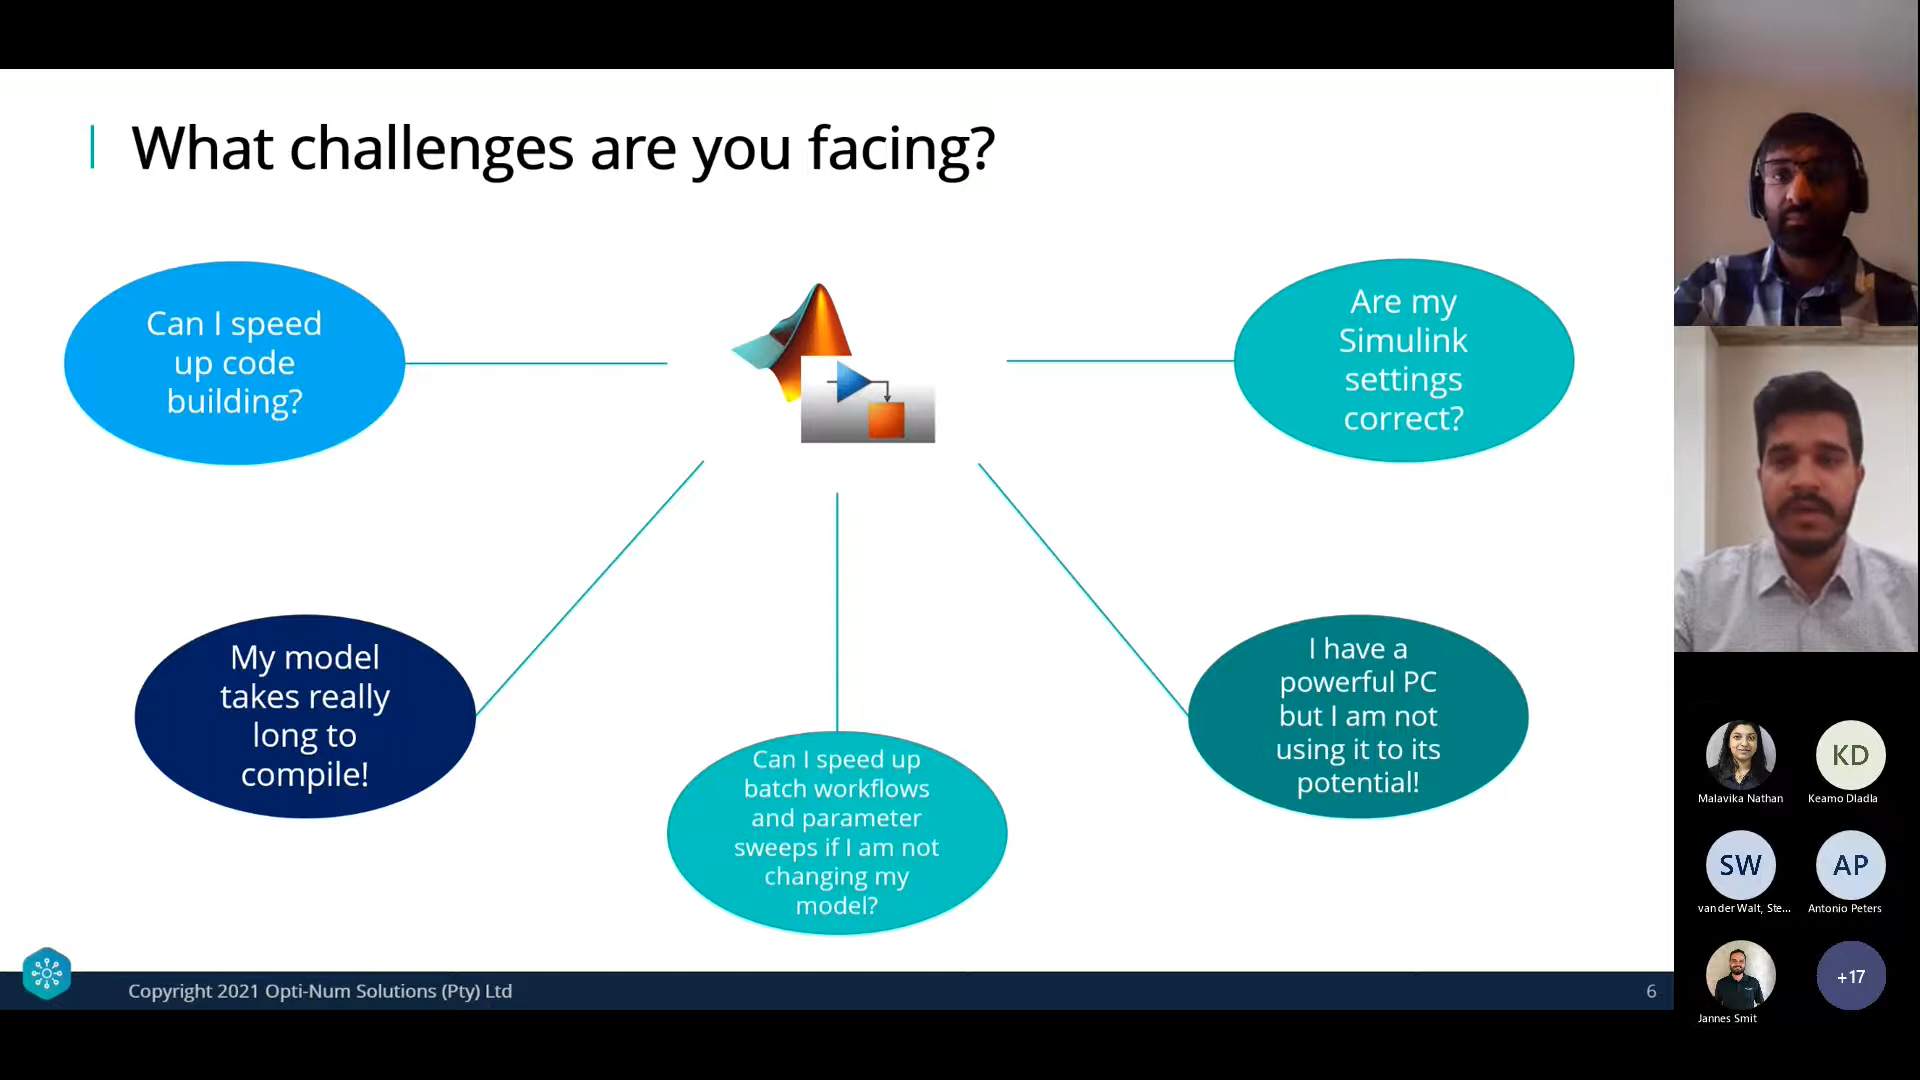 What challenges are you facing?
Can I speed
up code
building?
Are my
Simulink
settings
correct?
My model
takes really
long to
compile!
Can I speed up
batch workflows
and parameter
sweeps if I am not
changing my
model?
I have a
powerful PC
but I am not
using it to its
potential!
Copyright 2021 Opti-Num Solutions (Pty) Ltd
6
Malavika Nathan
KD
Keamo Dladla
SW
van der Walt, Ste...
AP
Antonio Peters
Jannes Smit
+17